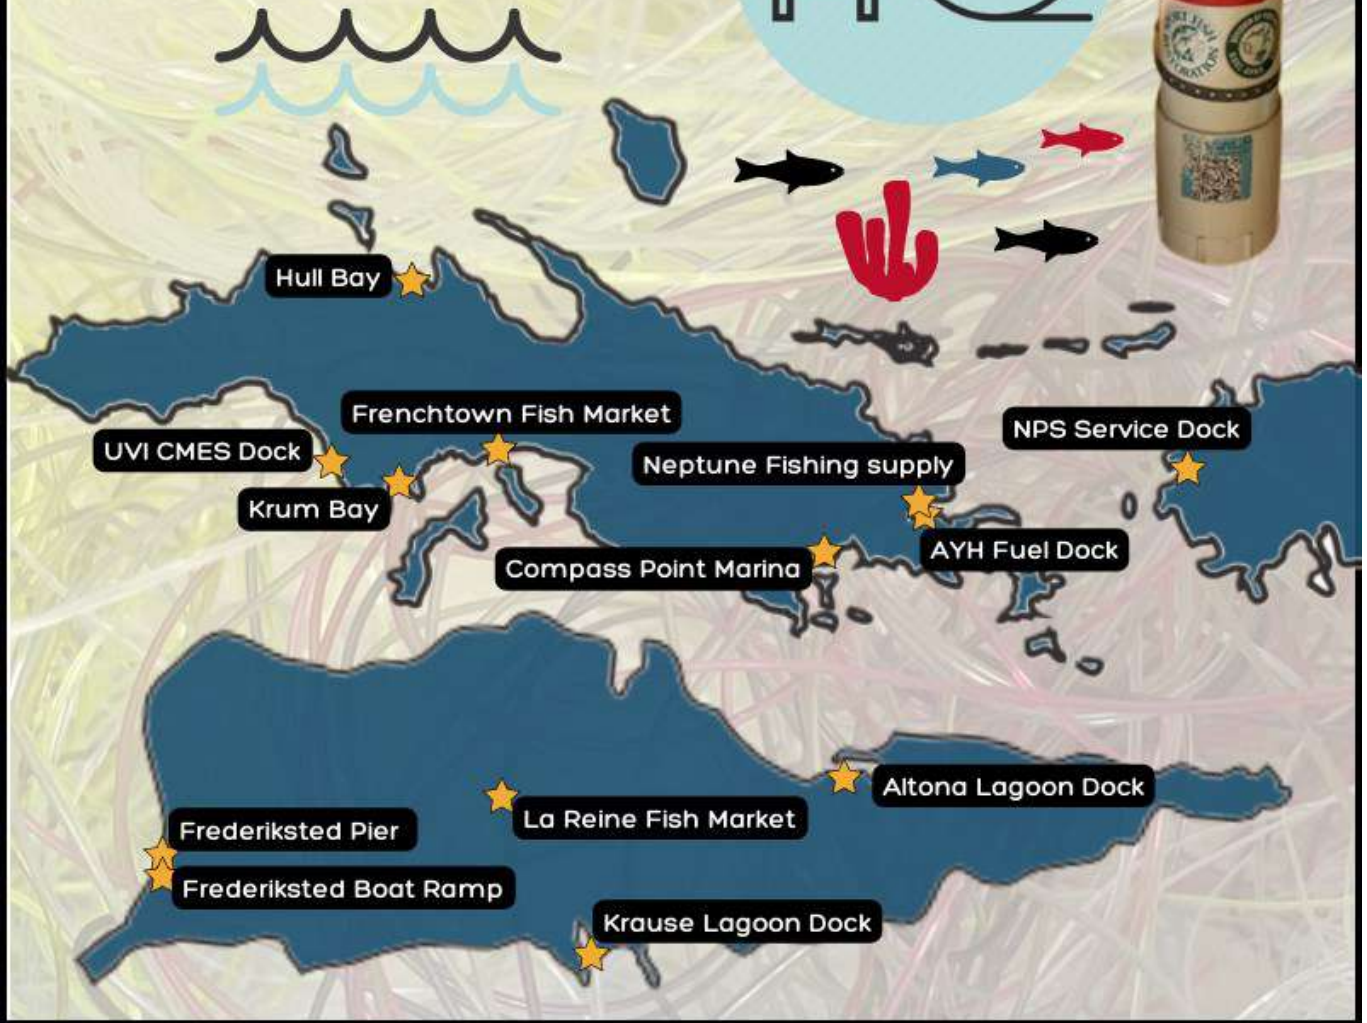 Hull Bay
Frenchtown Fish Market
NPS Service Dock
UVI CMES Dock
Neptune Fishing supply
Krum Bay
AYH Fuel Dock
Compass Point Marina
Altona Lagoon Dock
La Reine Fish Market
Frederiksted Pier
Frederiksted Boat Ramp
Krause Lagoon Dock